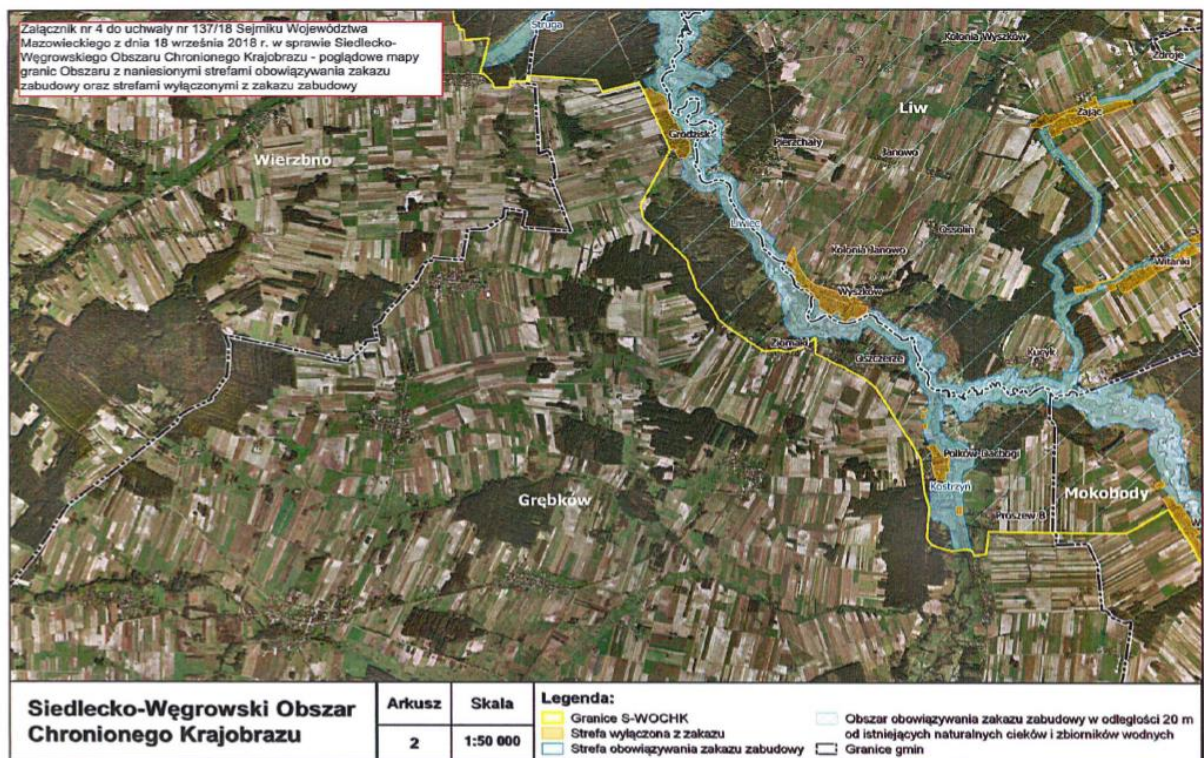 Załącznik nr 4 do uchwały nr 137/18 Sejmiku Województwa
Mazowieckiego z dnia 18 września 2018 r. w sprawie Siedlecko-
Węgrowskiego Obszaru Chronionego Krajobrazu - poglądowe mapy
granic Obszaru z naniesionymi strefami obowiązywania zakazu
zabudowy oraz strefami wyłączonymi z zakazu zabudowy
Struga
Kolonia Wyszków
Zdroje
Liw
Zając
Grodzisk
Pierzchały
Janowo
Wierzbno
Liwiec
Ossolin
Kolonia Janowo
Witanki
Wyszków
Ziomaki
Oszczerze
Kucyk
Polków Daćbogi
Kostrzyń
Grębków
Mokobody
Proszew B
Siedlecko-Węgrowski Obszar
Chronionego Krajobrazu
Arkusz
2
Skala
1:50 000
Legenda:
Granice S-WOCHK
Strefa wyłączona z zakazu
Strefa obowiązywania zakazu zabudowy
Obszar obowiązywania zakazu zabudowy w odległości 20 m
od istniejących naturalnych cieków i zbiorników wodnych
Granice gmin